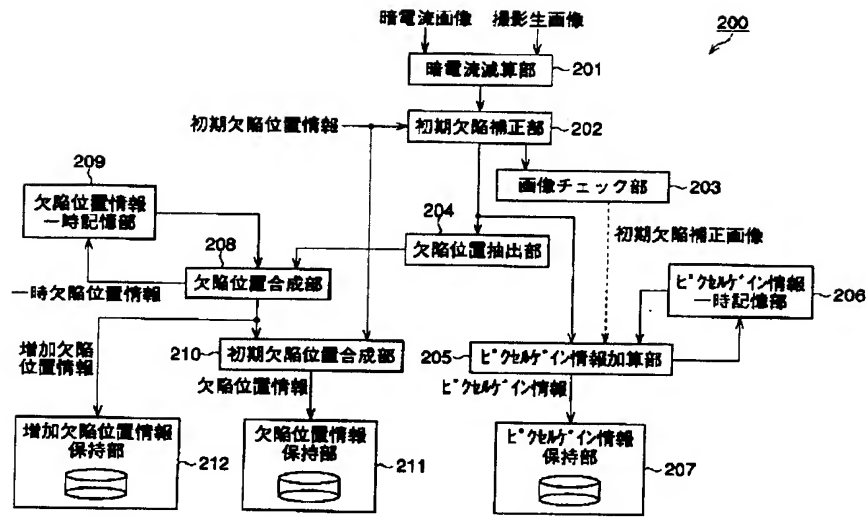 暗電流画像
撮影生画像
200
暗電流減算部
201
初期欠陥位置情報
初期欠陥補正部
202
画像チェック部
203
209
欠陥位置情報
一時記憶部
204
欠陥位置抽出部
初期欠陥補正画像
208
欠陥位置合成部
一時欠陥位置情報
ピクセルゲイン情報
一時記憶部
206
増加欠陥
位置情報
210
初期欠陥位置合成部
205
ピクセルゲイン情報加算部
欠陥位置情報
ピクセルゲイン情報
増加欠陥位置情報
保持部
212
欠陥位置情報
保持部
211
ピクセルゲイン情報
保持部
207